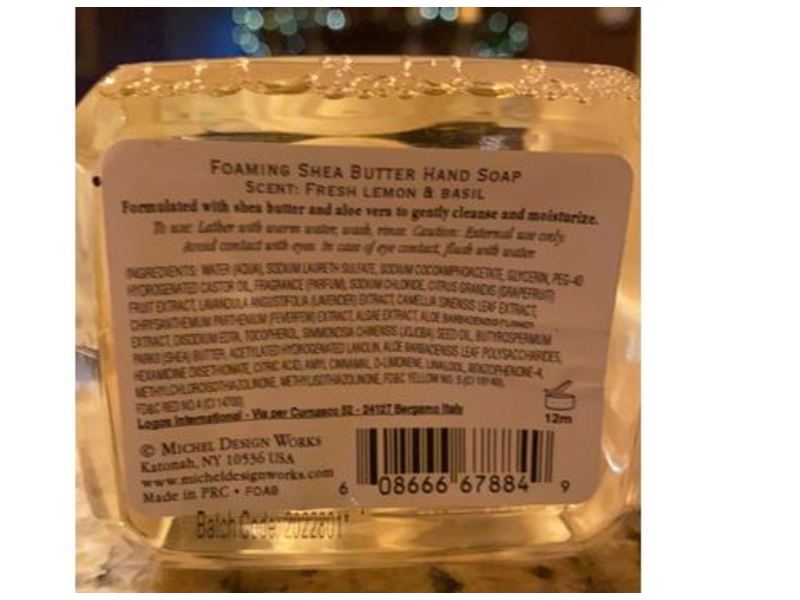 FOAMING SHEA BUTTER HAND SOAP
SCENT: FRESH LEMON & BASIL
Formulated with shea butter and aloe vera to gently cleanse and moisturize.
To use: Lather with warm water, wash, rinse. Caution: External use only.
Avoid contact with eyes. In case of eye contact, flush with water
INGREDIENTS: WATER (AQUA), SODIUM LAURETH SULFATE, SODIUM COCOAMPHOACETATE, GLYCERIN, PEG-40
HYDROGENATED CASTOR OIL, FRAGRANCE (PARFUM), SODIUM CHLORIDE, CITRUS GRANDIS (GRAPEFRUIT)
FRUIT EXTRACT, LAVANDULA ANGUSTIFOLIA (LAVENDER) EXTRACT, CAMELLIA SINENSIS LEAF EXTRACT,
CHRYSANTHEMUM PARTHENIUM (FEVERFEW) EXTRACT, ALGAE EXTRACT, ALOE BARBADENSIS FLOWER
EXTRACT, DISODIUM EDTA, TOCOPHEROL, SIMMONDSIA CHINENSIS (JOJOBA) SEED OIL, BUTYROSPERMUM
PARKII (SHEA) BUTTER, ACETYLATED HYDROGENATED LANOLIN, ALOE BARBADENSIS LEAF POLYSACCHARIDES,
HEXAMIDINE DIISETHIONATE, CITRIC ACID, AMYL CINNAMAL, D-LIMONENE, LINALOOL, BENZOPHENONE-4,
METHYLCHLOROISOTHIAZOLINONE, METHYLISOTHIAZOLINONE, FD&C YELLOW NO. 5 (CI 19140),
FD&C RED NO.4 (CI 14700)
Logos International - Via per Curnasco 52 - 24127 Bergamo Italy
12m
© MICHEL DESIGN WORKS
Katonah, NY 10536 USA
www.micheldesignworks.com
Made in PRC • FOA8
6 08666 67884 9
Batch Code: 2022801